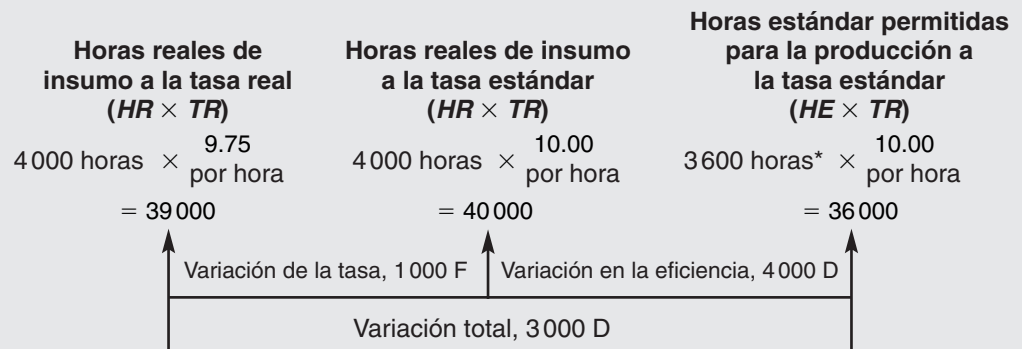 Horas reales de
insumo a la tasa real
(HR × TR)
4 000 horas × 9.75
por hora
= 39 000
Horas reales de insumo
a la tasa estándar
(HR × TR)
4 000 horas × 10.00
por hora
= 40 000
Horas estándar permitidas
para la producción a
la tasa estándar
(HE × TR)
3 600 horas* × 10.00
por hora
= 36 000
Variación de la tasa, 1 000 F
Variación en la eficiencia, 4 000 D
Variación total, 3 000 D